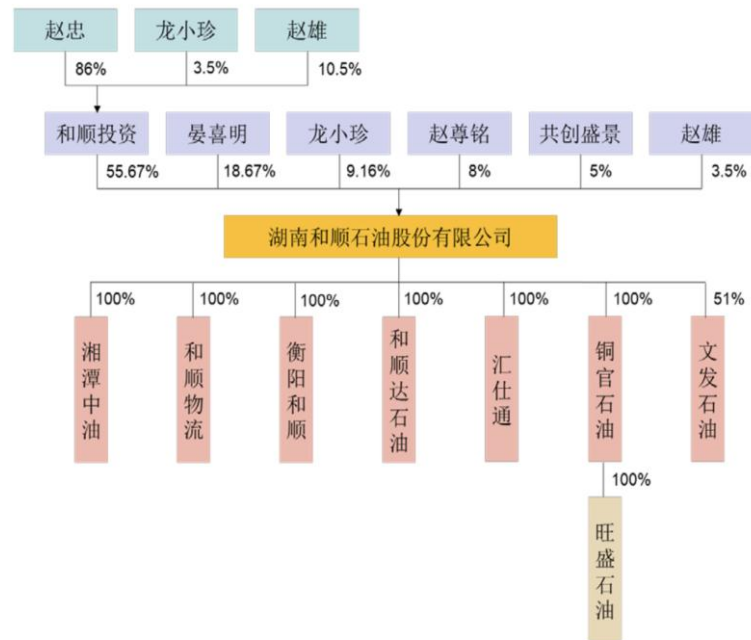 赵忠
龙小珍
赵雄
86%
3.5%
10.5%
和顺投资
晏喜明
龙小珍
赵尊铭
共创盛景
赵雄
55.67%
18.67%
9.16%
8%
5%
3.5%
湖南和顺石油股份有限公司
100%
100%
100%
100%
100%
100%
51%
湘潭中油
和顺物流
衡阳和顺
和顺达石油
汇仕通
铜官石油
文发石油
100%
旺盛石油